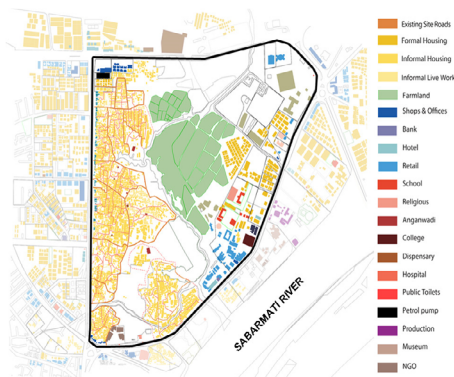 Existing Site Roads
Formal Housing
Informal Housing
Informal Live Work
Farmland
Shops & Offices
Bank
Hotel
Retail
School
Religious
Anganwadi
College
Dispensary
Hospital
Public Toilets
Petrol pump
Production
Museum
NGO
SABARMATI RIVER